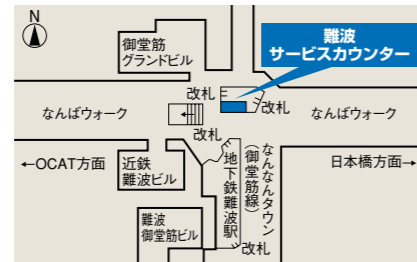 N
難波
サービスカウンター
御堂筋
グランドビル
改札
改札
なんばウォーク
なんばウォーク
改札
←OCAT方面
近鉄
難波ビル
地下鉄難波駅
(御堂筋線)
なんなんタウン
日本橋方面→
難波
御堂筋ビル
改札